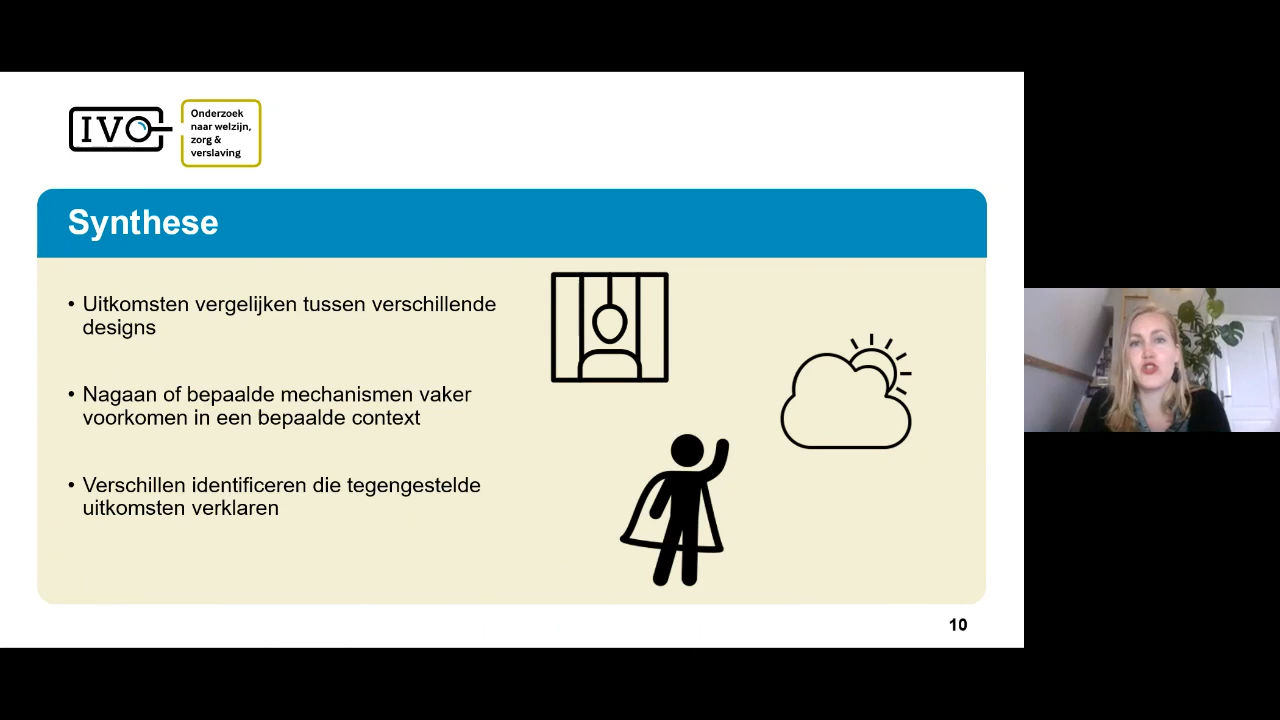 IVO
Onderzoek
naar welzijn,
zorg &
verslaving
Synthese
• Uitkomsten vergelijken tussen verschillende
designs
• Nagaan of bepaalde mechanismen vaker
voorkomen in een bepaalde context
• Verschillen identificeren die tegengestelde
uitkomsten verklaren
10